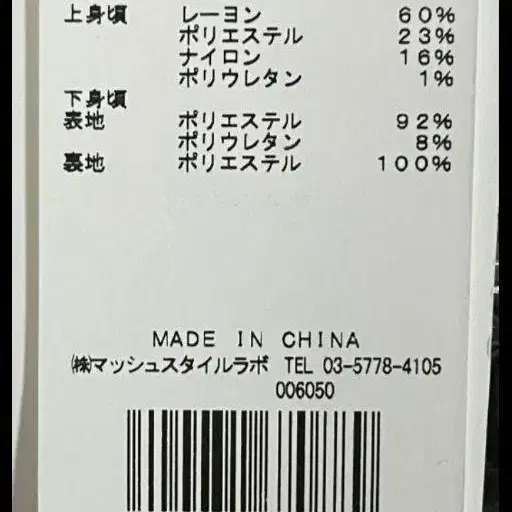 上身頃 レーヨン 60%
ポリエステル 23%
ナイロン 16%
ポリウレタン 1%
下身頃
表地 ポリエステル 92%
ポリウレタン 8%
裏地 ポリエステル 100%
MADE IN CHINA
㈱マッシュスタイルラボ TEL 03-5778-4105
006050